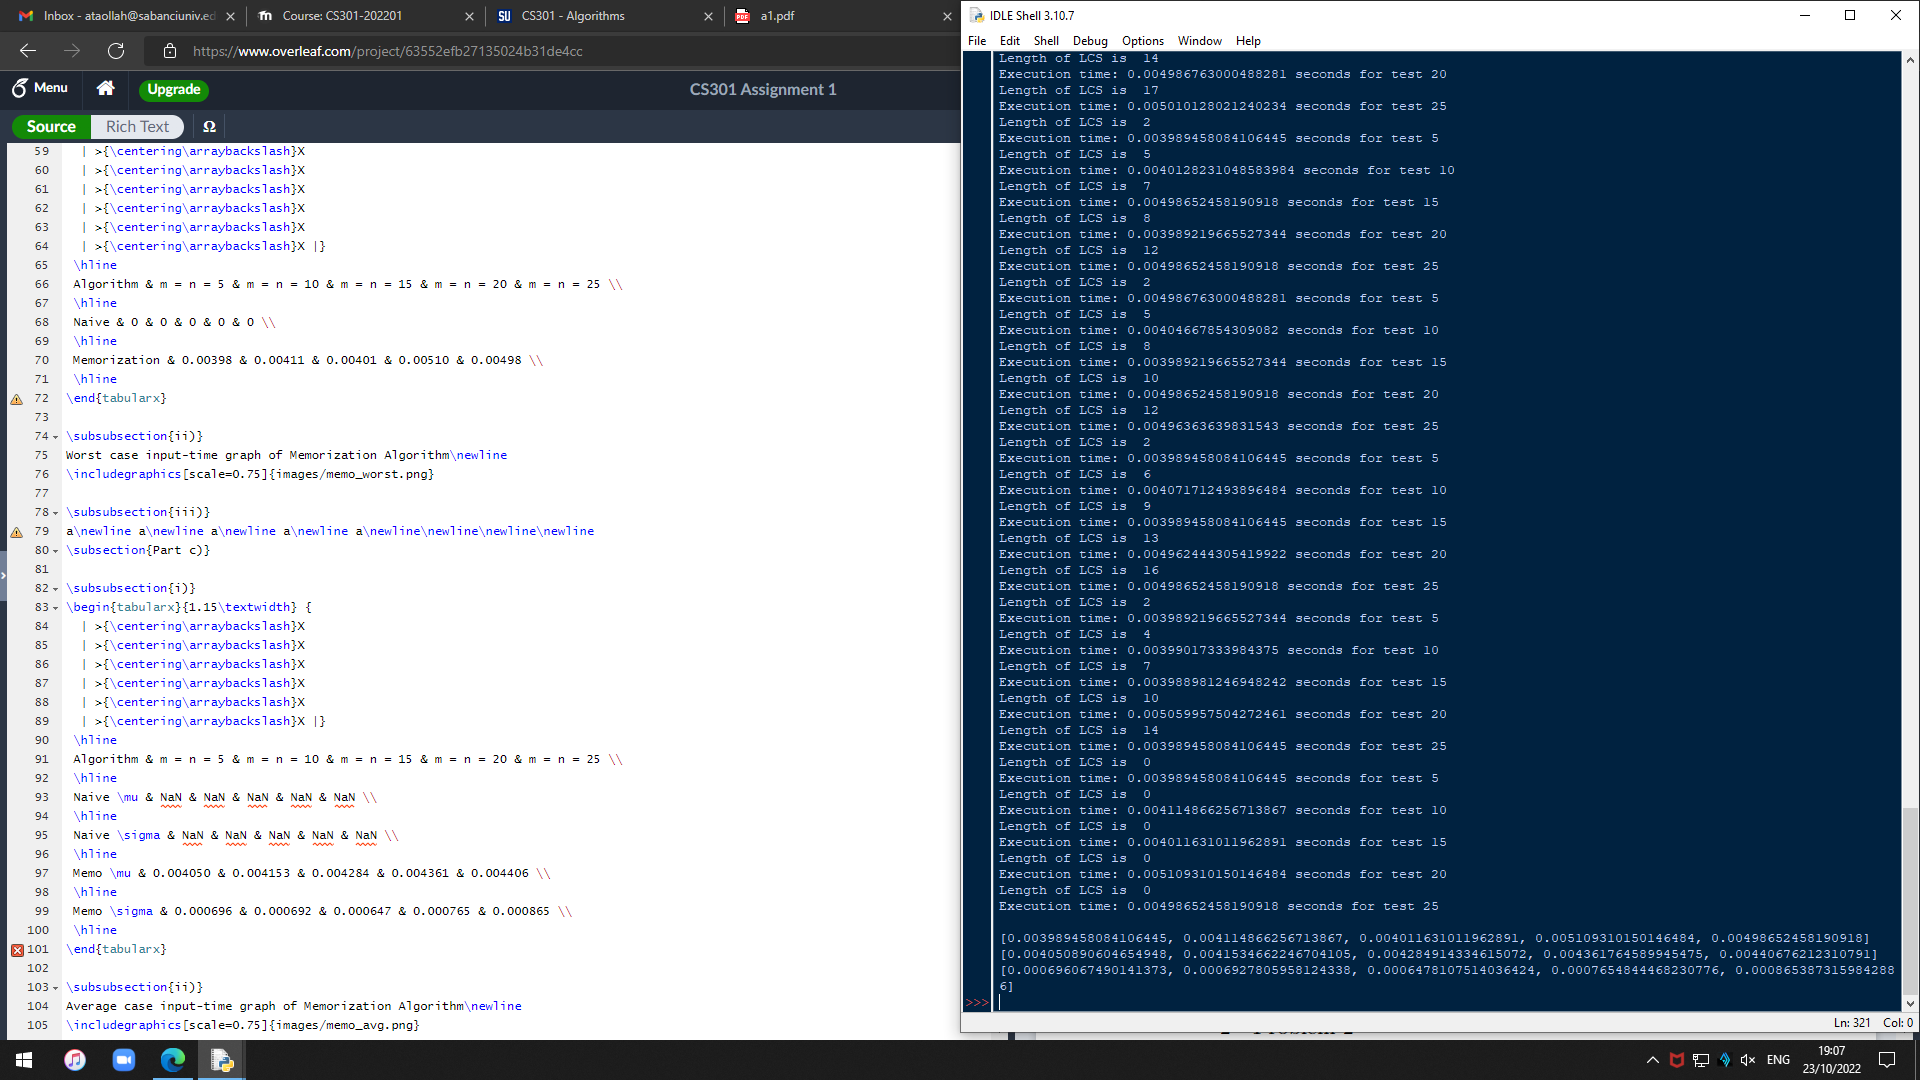 Inbox - ataollah@sabanciuniv.ed
Course: CS301-202201
SU CS301 - Algorithms
PDF a1.pdf
https://www.overleaf.com/project/63552efb27135024b31de4cc
Menu
Upgrade
CS301 Assignment 1
Source Rich Text Ω
59 | >{\centering\arraybackslash}X
60 | >{\centering\arraybackslash}X
61 | >{\centering\arraybackslash}X
62 | >{\centering\arraybackslash}X
63 | >{\centering\arraybackslash}X
64 | >{\centering\arraybackslash}X |}
65 \hline
66 Algorithm & m = n = 5 & m = n = 10 & m = n = 15 & m = n = 20 & m = n = 25 \\
67 \hline
68 Naive & 0 & 0 & 0 & 0 & 0 \\
69 \hline
70 Memorization & 0.00398 & 0.00411 & 0.00401 & 0.00510 & 0.00498 \\
71 \hline
72 \end{tabularx}
73
74 \subsubsection{ii)}
75 Worst case input-time graph of Memorization Algorithm\newline
76 \includegraphics[scale=0.75]{images/memo_worst.png}
77
78 \subsubsection{iii)}
79 a\newline a\newline a\newline a\newline a\newline\newline\newline\newline
80 \subsection{Part c)}
81
82 \subsubsection{i)}
83 \begin{tabularx}{1.15\textwidth} {
84 | >{\centering\arraybackslash}X
85 | >{\centering\arraybackslash}X
86 | >{\centering\arraybackslash}X
87 | >{\centering\arraybackslash}X
88 | >{\centering\arraybackslash}X
89 | >{\centering\arraybackslash}X |}
90 \hline
91 Algorithm & m = n = 5 & m = n = 10 & m = n = 15 & m = n = 20 & m = n = 25 \\
92 \hline
93 Naive \mu & NaN & NaN & NaN & NaN & NaN \\
94 \hline
95 Naive \sigma & NaN & NaN & NaN & NaN & NaN \\
96 \hline
97 Memo \mu & 0.004050 & 0.004153 & 0.004284 & 0.004361 & 0.004406 \\
98 \hline
99 Memo \sigma & 0.000696 & 0.000692 & 0.000647 & 0.000765 & 0.000865 \\
100 \hline
101 \end{tabularx}
102
103 \subsubsection{ii)}
104 Average case input-time graph of Memorization Algorithm\newline
105 \includegraphics[scale=0.75]{images/memo_avg.png}
IDLE Shell 3.10.7
File Edit Shell Debug Options Window Help
Length of LCS is 14
Execution time: 0.004986763000488281 seconds for test 20
Length of LCS is 17
Execution time: 0.005010128021240234 seconds for test 25
Length of LCS is 2
Execution time: 0.003989458084106445 seconds for test 5
Length of LCS is 5
Execution time: 0.0040128231048583984 seconds for test 10
Length of LCS is 7
Execution time: 0.00498652458190918 seconds for test 15
Length of LCS is 8
Execution time: 0.003989219665527344 seconds for test 20
Length of LCS is 12
Execution time: 0.00498652458190918 seconds for test 25
Length of LCS is 2
Execution time: 0.004986763000488281 seconds for test 5
Length of LCS is 5
Execution time: 0.00404667854309082 seconds for test 10
Length of LCS is 8
Execution time: 0.003989219665527344 seconds for test 15
Length of LCS is 10
Execution time: 0.00498652458190918 seconds for test 20
Length of LCS is 12
Execution time: 0.00496363639831543 seconds for test 25
Length of LCS is 2
Execution time: 0.003989458084106445 seconds for test 5
Length of LCS is 6
Execution time: 0.004071712493896484 seconds for test 10
Length of LCS is 9
Execution time: 0.003989458084106445 seconds for test 15
Length of LCS is 13
Execution time: 0.004962444305419922 seconds for test 20
Length of LCS is 16
Execution time: 0.00498652458190918 seconds for test 25
Length of LCS is 2
Execution time: 0.003989219665527344 seconds for test 5
Length of LCS is 4
Execution time: 0.00399017333984375 seconds for test 10
Length of LCS is 7
Execution time: 0.003988981246948242 seconds for test 15
Length of LCS is 10
Execution time: 0.005059957504272461 seconds for test 20
Length of LCS is 14
Execution time: 0.003989458084106445 seconds for test 25
Length of LCS is 0
Execution time: 0.003989458084106445 seconds for test 5
Length of LCS is 0
Execution time: 0.004114866256713867 seconds for test 10
Length of LCS is 0
Execution time: 0.004011631011962891 seconds for test 15
Length of LCS is 0
Execution time: 0.005109310150146484 seconds for test 20
Length of LCS is 0
Execution time: 0.00498652458190918 seconds for test 25
[0.003989458084106445, 0.004114866256713867, 0.004011631011962891, 0.005109310150146484, 0.00498652458190918]
[0.004050890604654948, 0.0041534662246704105, 0.004284914334615072, 0.004361764589945475, 0.00440676212310791]
[0.000696067490141373, 0.0006927805958124338, 0.0006478107514036424, 0.0007654844468230776, 0.000865387315984288
6]
>>>
Ln: 321 Col: 0
ENG
19:07
23/10/2022